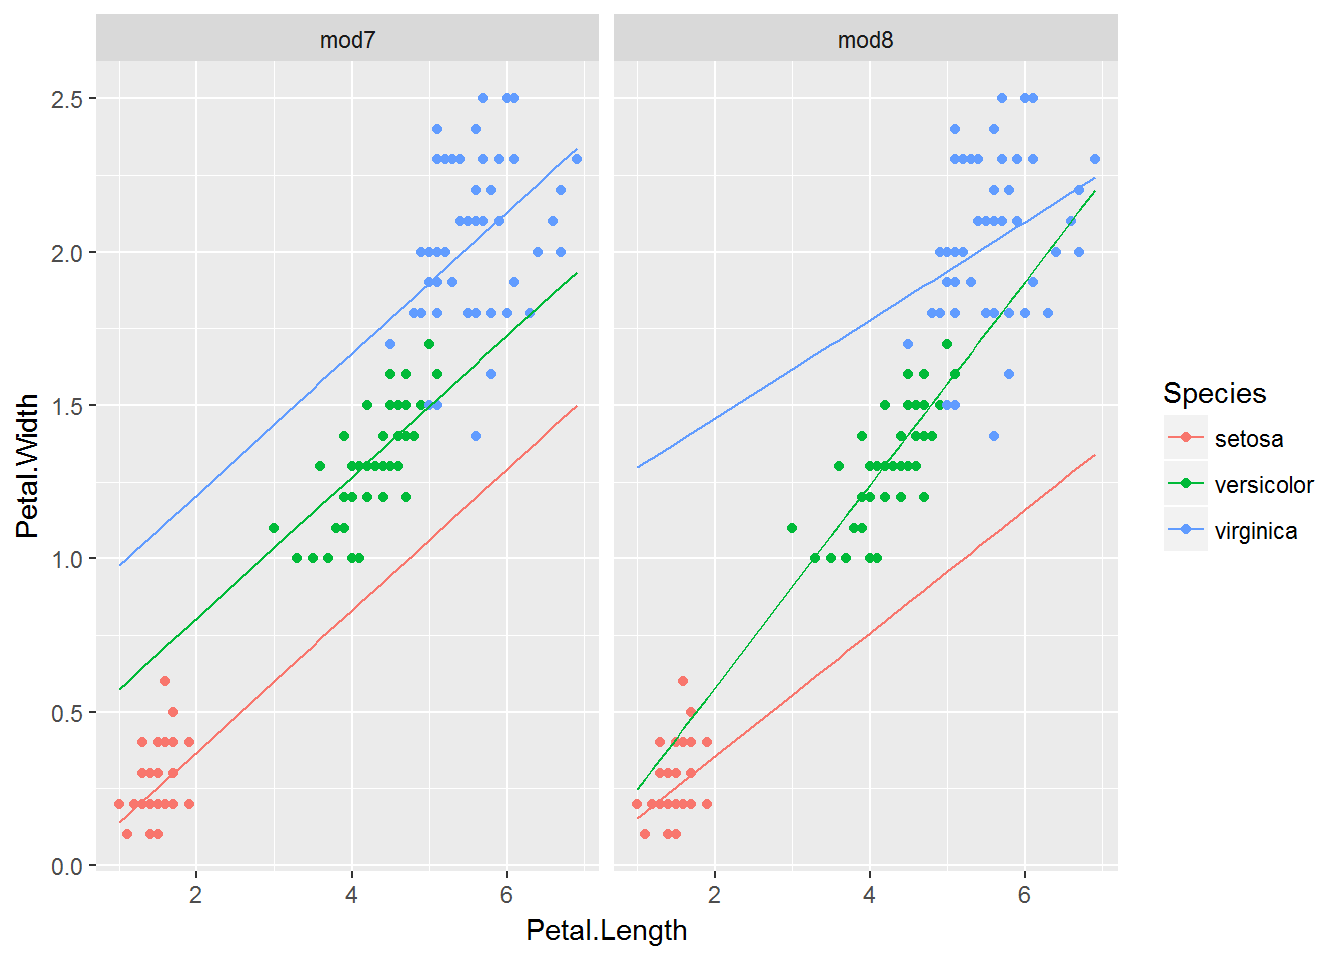 mod7 mod8
2.5
2.0
1.5
1.0
0.5
0.0
2 4 6 2 4 6
Petal.Length
Petal.Width
Species
setosa
versicolor
virginica